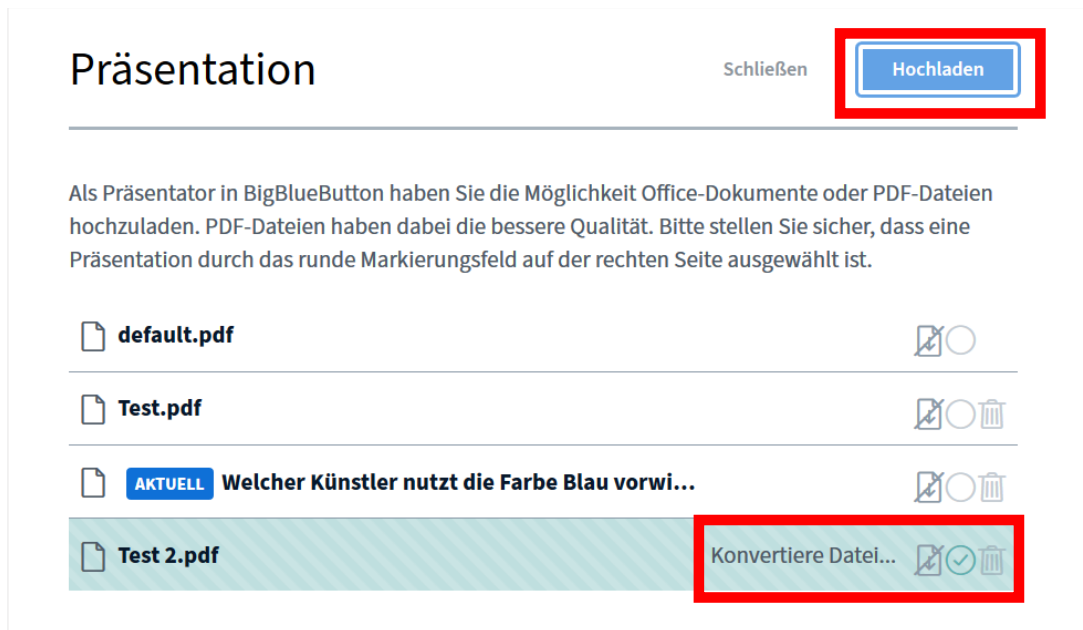 Präsentation
Schließen
Hochladen
Als Präsentator in BigBlueButton haben Sie die Möglichkeit Office-Dokumente oder PDF-Dateien
hochzuladen. PDF-Dateien haben dabei die bessere Qualität. Bitte stellen Sie sicher, dass eine
Präsentation durch das runde Markierungsfeld auf der rechten Seite ausgewählt ist.
default.pdf
Test.pdf
AKTUELL Welcher Künstler nutzt die Farbe Blau vorwi...
Test 2.pdf Konvertiere Datei...